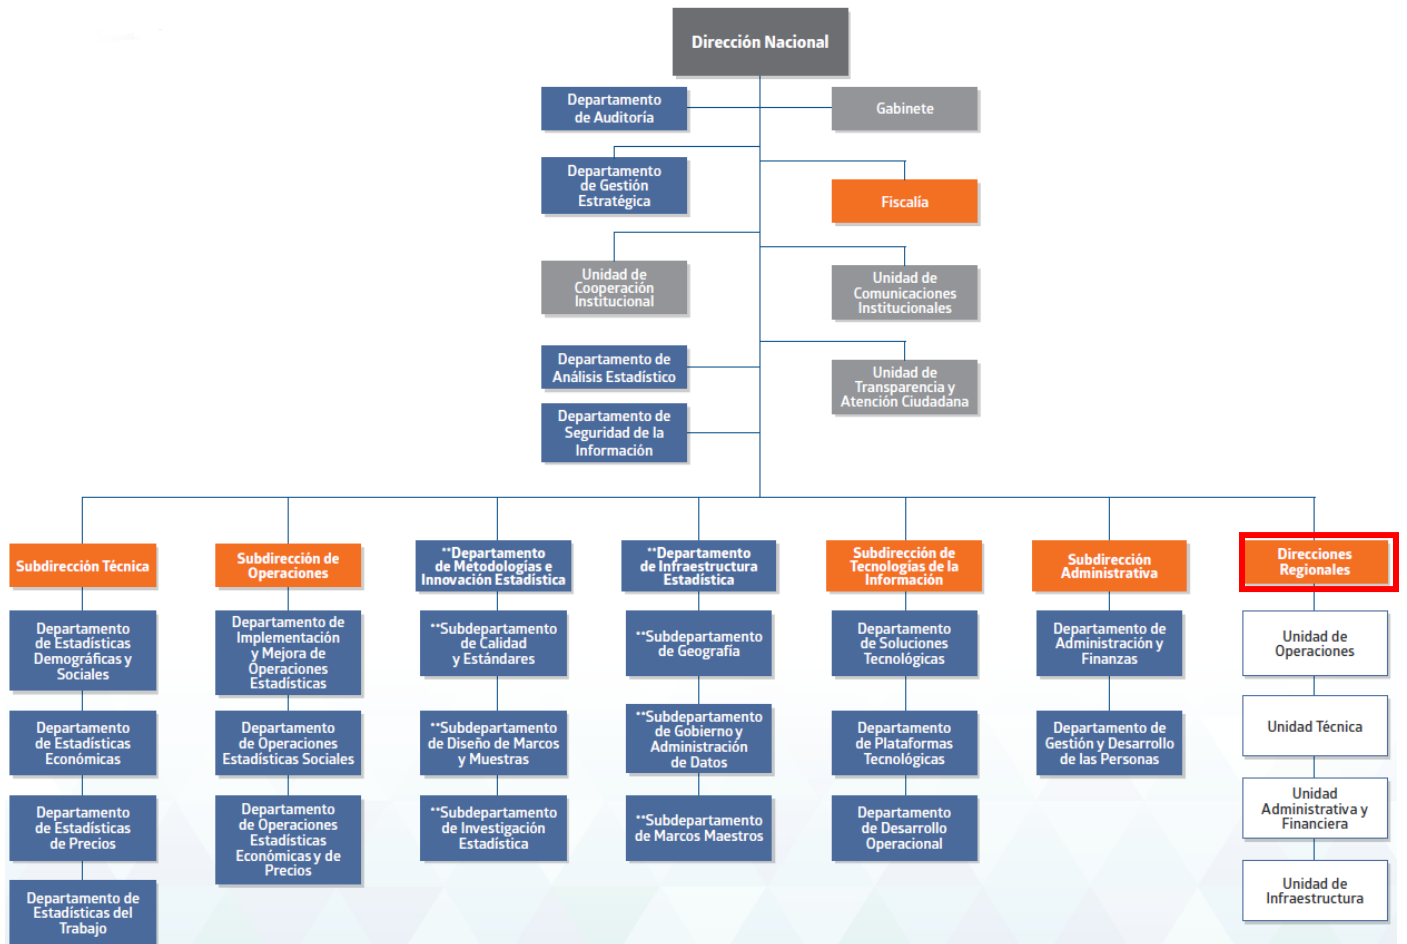 Dirección Nacional
Departamento
de Auditoría
Gabinete
Departamento
de Gestión
Estratégica
Fiscalía
Unidad de
Cooperación
Institucional
Unidad de
Comunicaciones
Institucionales
Departamento de
Análisis Estadístico
Unidad de
Transparencia y
Atención Ciudadana
Departamento de
Seguridad de la
Información
Subdirección Técnica
Departamento
de Estadísticas
Demográficas y
Sociales
Departamento
de Estadísticas
Económicas
Departamento
de Estadísticas
de Precios
Departamento de
Estadísticas del
Trabajo
Subdirección de
Operaciones
Departamento de
Implementación
y Mejora de
Operaciones
Estadísticas
Departamento
de Operaciones
Estadísticas Sociales
Departamento
de Operaciones
Estadísticas
Económicas y de
Precios
**Departamento
de Metodologías e
Innovación Estadística
**Subdepartamento
de Calidad
y Estándares
**Subdepartamento
de Diseño de Marcos
y Muestras
**Subdepartamento
de Investigación
Estadística
**Departamento
de Infraestructura
Estadística
**Subdepartamento
de Geografía
**Subdepartamento
de Gobierno y
Administración
de Datos
**Subdepartamento
de Marcos Maestros
Subdirección de
Tecnologías de la
Información
Departamento
de Soluciones
Tecnológicas
Departamento
de Plataformas
Tecnológicas
Departamento
de Desarrollo
Operacional
Subdirección
Administrativa
Departamento de
Administración y
Finanzas
Departamento de
Gestión y Desarrollo
de las Personas
Direcciones
Regionales
Unidad de
Operaciones
Unidad Técnica
Unidad
Administrativa y
Financiera
Unidad de
Infraestructura